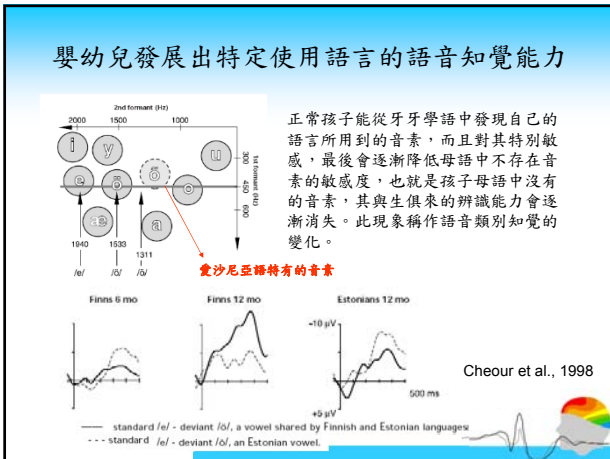 嬰幼兒發展出特定使用語言的語音知覺能力
2nd formant (Hz)
2000 1500 1000
i y u
e ö õ o
æ a
300
450
600
1st formant (Hz)
1940 1533 1311
/e/ /ö/ /õ/
正常孩子能從牙牙學語中發現自己的
語言所用到的音素，而且對其特別敏
感，最後會逐漸降低母語中不存在音
素的敏感度，也就是孩子母語中沒有
的音素，其與生俱來的辨識能力會逐
漸消失。此現象稱作語音類別知覺的
變化。
愛沙尼亞語特有的音素
Finns 6 mo Finns 12 mo Estonians 12 mo
-10 µV
+5 µV
500 ms
Cheour et al., 1998
standard /e/ - deviant /ö/, a vowel shared by Finnish and Estonian languages
standard /e/ - deviant /õ/, an Estonian vowel.